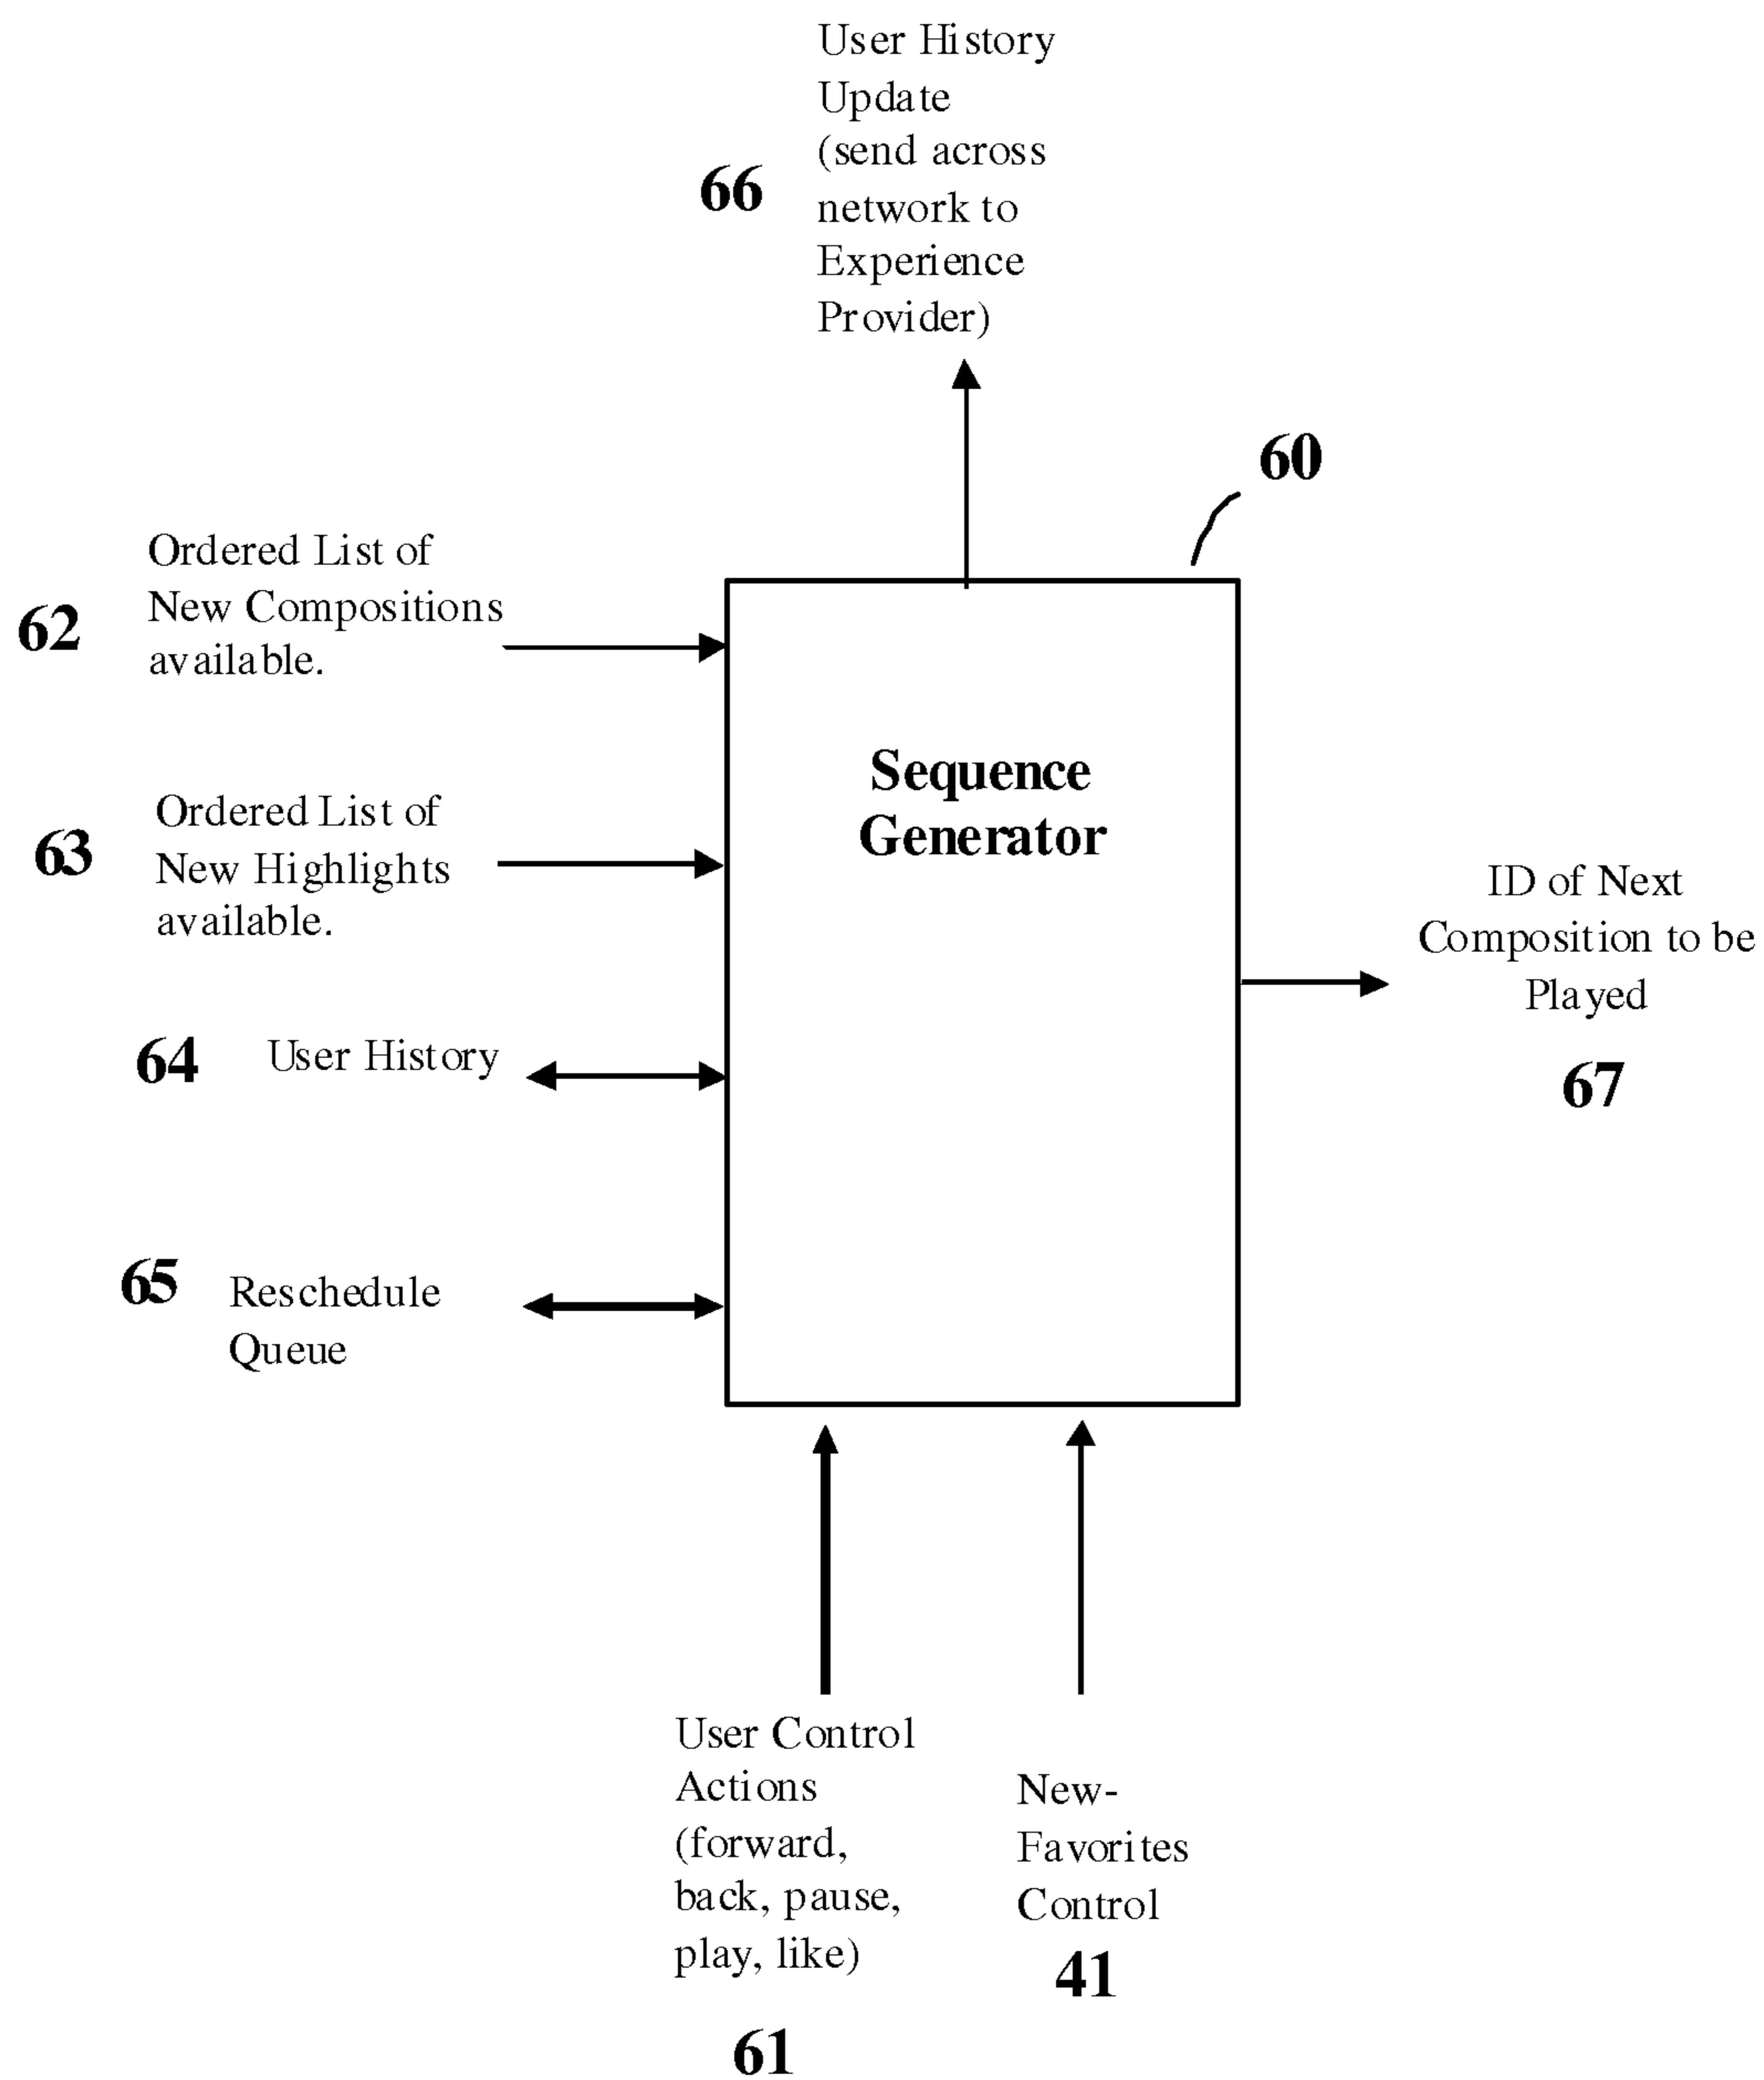 User History
Update
(send across
network to
Experience
Provider)
66
60
Ordered List of
New Compositions
available.
62
Sequence
Generator
Ordered List of
New Highlights
available.
63
ID of Next
Composition to be
Played
67
64
User History
65
Reschedule
Queue
User Control
Actions
(forward,
back, pause,
play, like)
61
New-
Favorites
Control
41